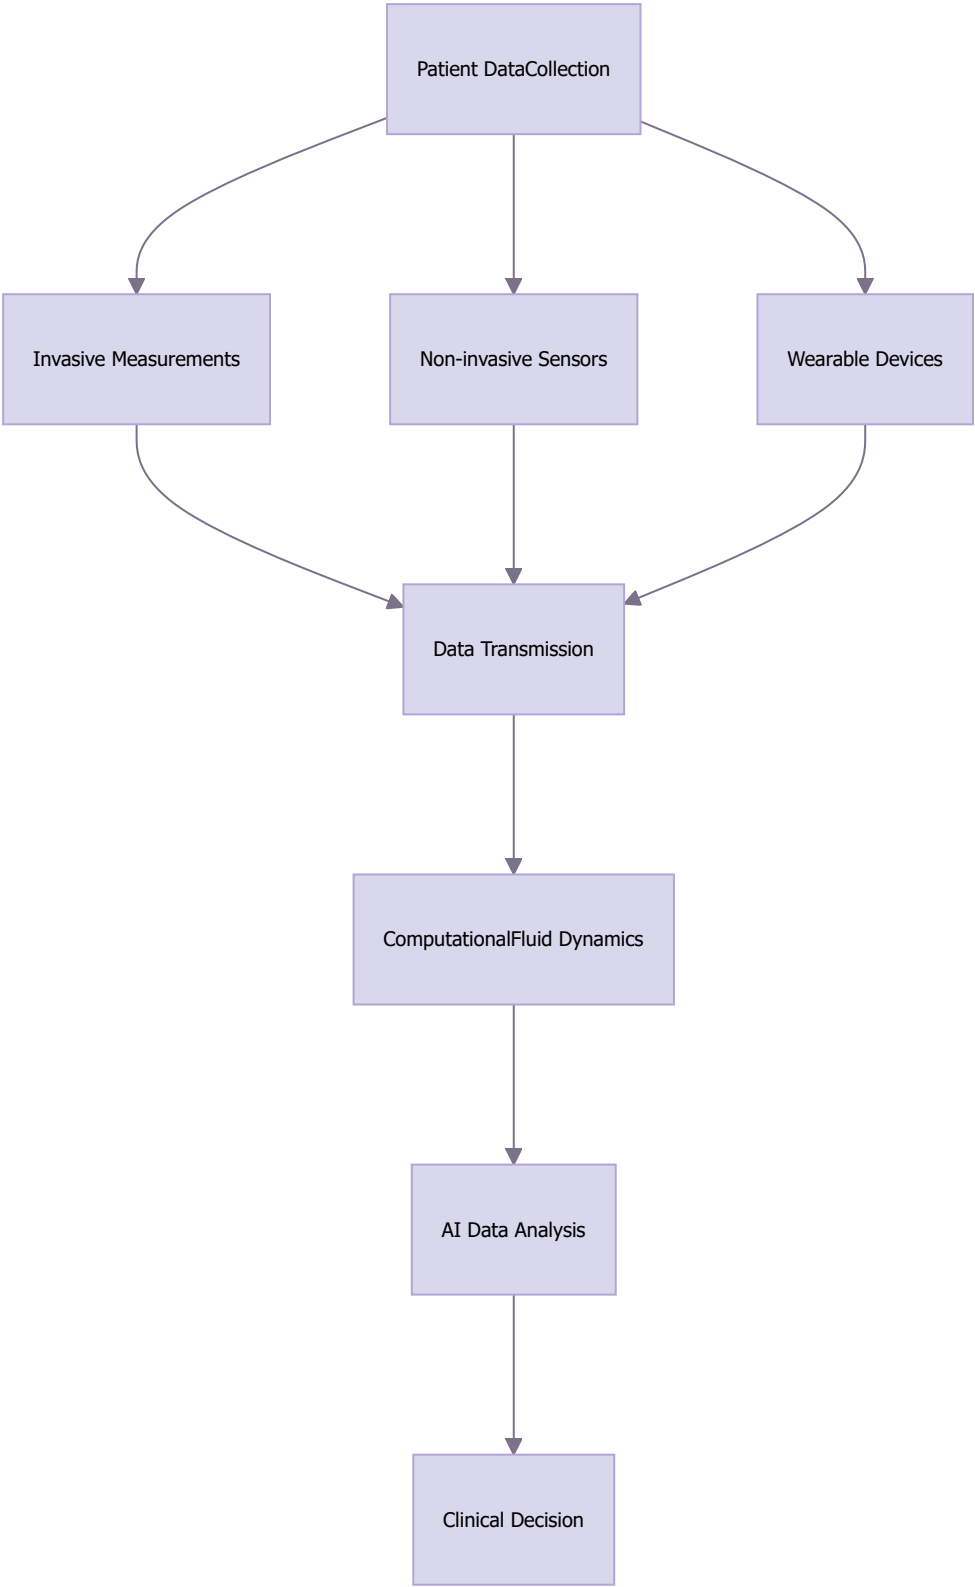 Patient DataCollection
Invasive Measurements
Non-invasive Sensors
Wearable Devices
Data Transmission
ComputationalFluid Dynamics
AI Data Analysis
Clinical Decision